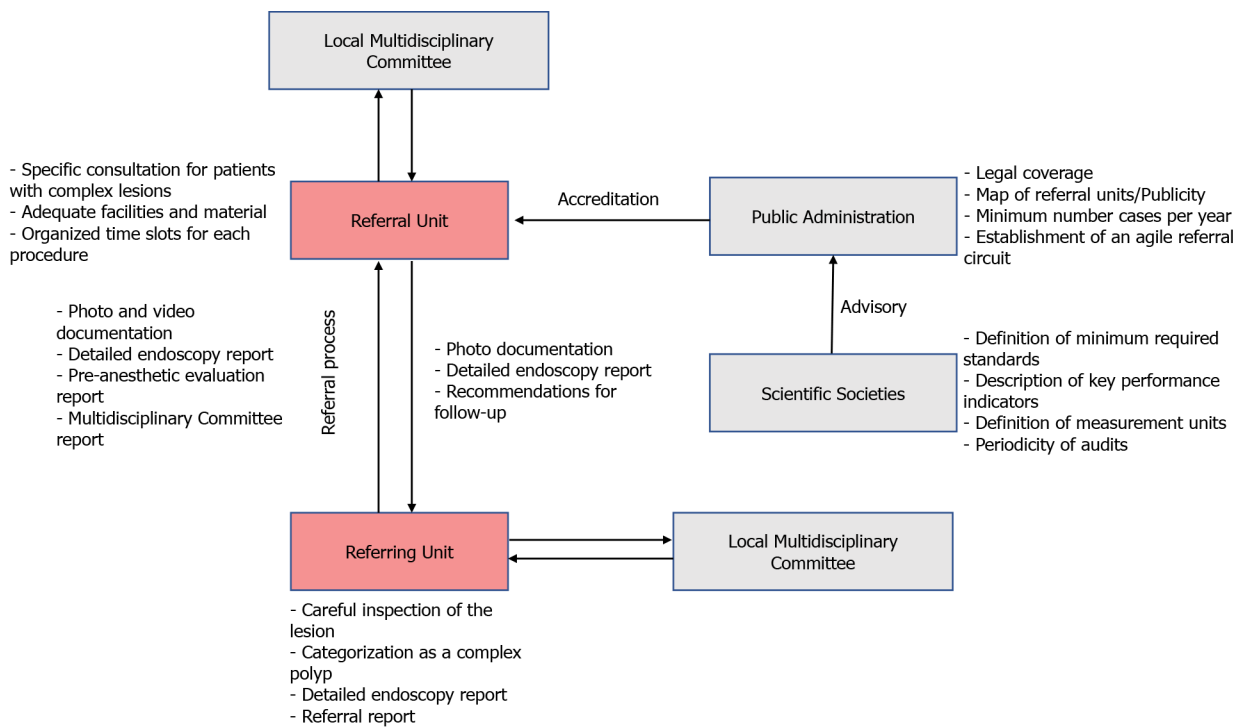 Local Multidisciplinary
Committee
- Specific consultation for patients
with complex lesions
- Adequate facilities and material
- Organized time slots for each
procedure
Referral Unit
Accreditation
Public Administration
- Legal coverage
- Map of referral units/Publicity
- Minimum number cases per year
- Establishment of an agile referral
circuit
- Photo and video
documentation
- Detailed endoscopy report
- Pre-anesthetic evaluation
report
- Multidisciplinary Committee
report
Referral process
- Photo documentation
- Detailed endoscopy report
- Recommendations for
follow-up
Advisory
Scientific Societies
- Definition of minimum required
standards
- Description of key performance
indicators
- Definition of measurement units
- Periodicity of audits
Referring Unit
Local Multidisciplinary
Committee
- Careful inspection of the
lesion
- Categorization as a complex
polyp
- Detailed endoscopy report
- Referral report